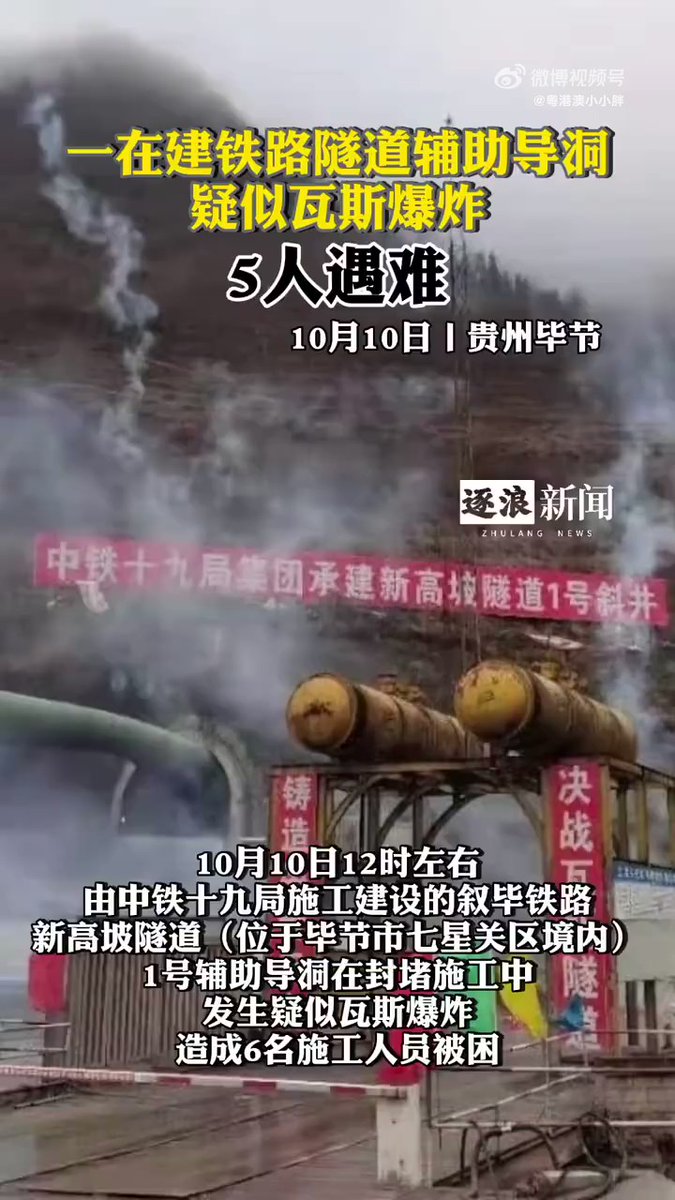 微博视频号
@粤港澳小小胖
一在建铁路隧道辅助导洞
疑似瓦斯爆炸
5人遇难
10月10日丨贵州毕节
逐浪新闻
ZHULANG NEWS
中铁十九局集团承建新高坡隧道1号斜井
铸造
决战瓦
隧道
10月10日12时左右
由中铁十九局施工建设的叙毕铁路
新高坡隧道（位于毕节市七星关区境内）
1号辅助导洞在封堵施工中
发生疑似瓦斯爆炸
造成6名施工人员被困